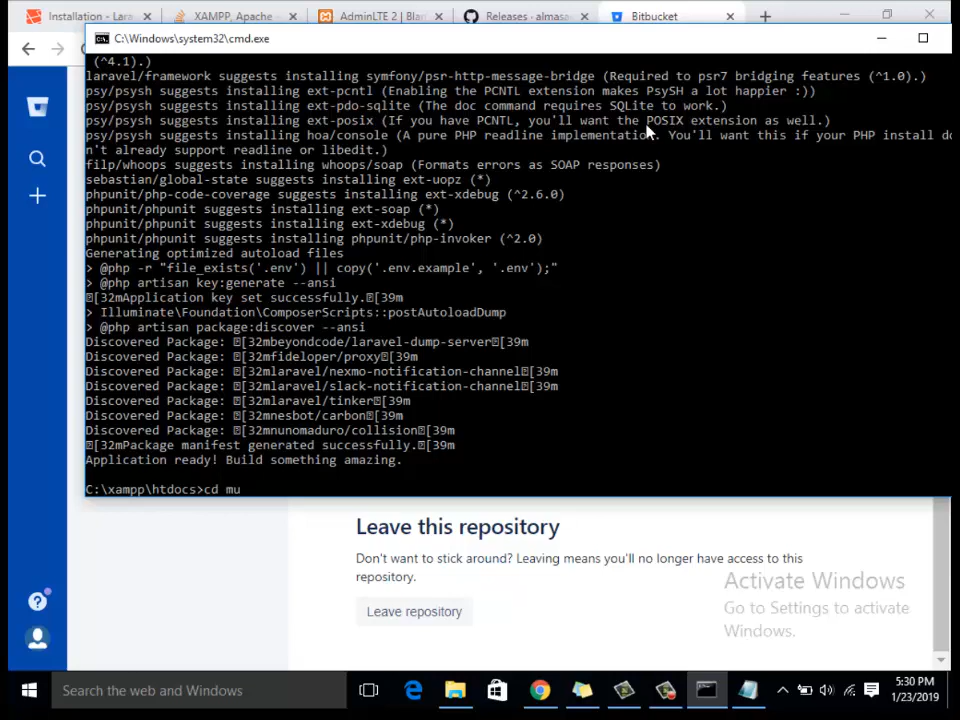 Installation - Lara
XAMPP, Apache
AdminLTE 2 | Bla
Releases · almasa
Bitbucket
C:\Windows\system32\cmd.exe
(^4.1).)
laravel/framework suggests installing symfony/psr-http-message-bridge (Required to psr7 bridging features (^1.0).)
psy/psysh suggests installing ext-pcntl (Enabling the PCNTL extension makes PsySH a lot happier :))
psy/psysh suggests installing ext-pdo-sqlite (The doc command requires SQLite to work.)
psy/psysh suggests installing ext-posix (If you have PCNTL, you'll want the POSIX extension as well.)
psy/psysh suggests installing hoa/console (A pure PHP readline implementation. You'll want this if your PHP install do
n't already support readline or libedit.)
filp/whoops suggests installing whoops/soap (Formats errors as SOAP responses)
sebastian/global-state suggests installing ext-uopz (*)
phpunit/php-code-coverage suggests installing ext-xdebug (^2.6.0)
phpunit/phpunit suggests installing ext-soap (*)
phpunit/phpunit suggests installing ext-xdebug (*)
phpunit/phpunit suggests installing phpunit/php-invoker (^2.0)
Generating optimized autoload files
> @php -r "file_exists('.env') || copy('.env.example', '.env');"
> @php artisan key:generate --ansi
[32mApplication key set successfully.[39m
> Illuminate\Foundation\ComposerScripts::postAutoloadDump
> @php artisan package:discover --ansi
Discovered Package: [32mbeyondcode/laravel-dump-server[39m
Discovered Package: [32mfideloper/proxy[39m
Discovered Package: [32mlaravel/nexmo-notification-channel[39m
Discovered Package: [32mlaravel/slack-notification-channel[39m
Discovered Package: [32mlaravel/tinker[39m
Discovered Package: [32mnesbot/carbon[39m
Discovered Package: [32mnunomaduro/collision[39m
[32mPackage manifest generated successfully.[39m
Application ready! Build something amazing.
C:\xampp\htdocs>cd mu
Leave this repository
Don't want to stick around? Leaving means you'll no longer have access to this
repository.
Leave repository
Activate Windows
Go to Settings to activate
Windows.
Search the web and Windows
5:30 PM
1/23/2019